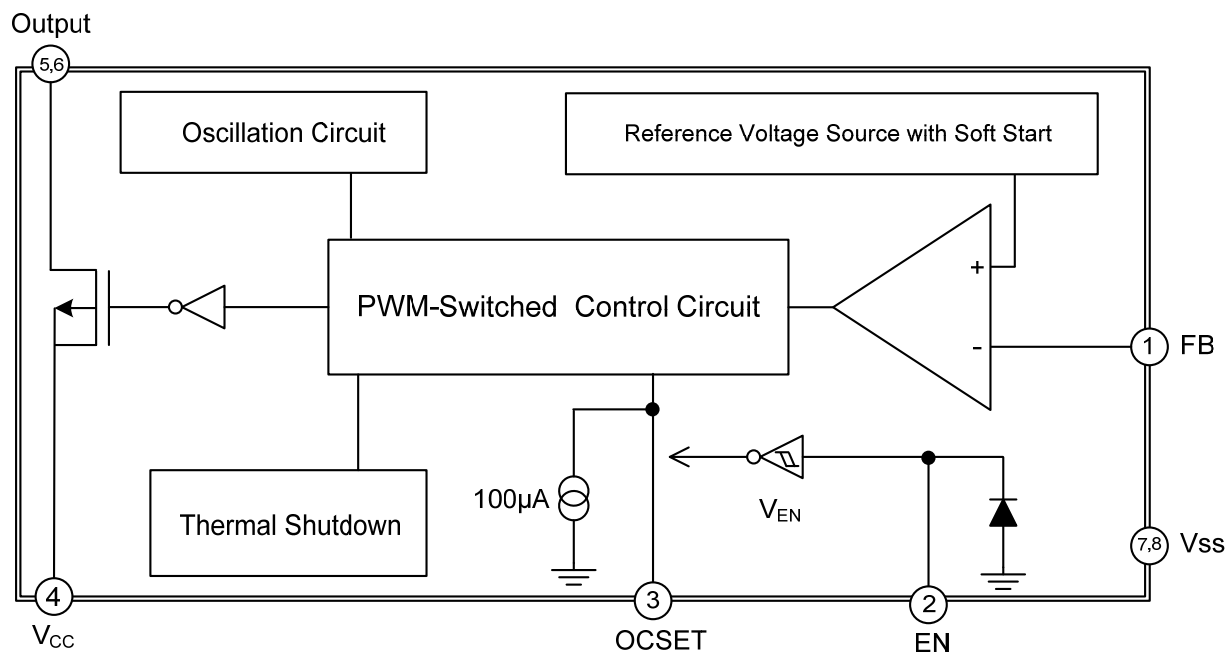 Output
5,6
Oscillation Circuit
Reference Voltage Source with Soft Start
+
PWM-Switched Control Circuit
-
1 FB
100µA
VEN
Thermal Shutdown
7,8 Vss
4
VCC
3
OCSET
2
EN